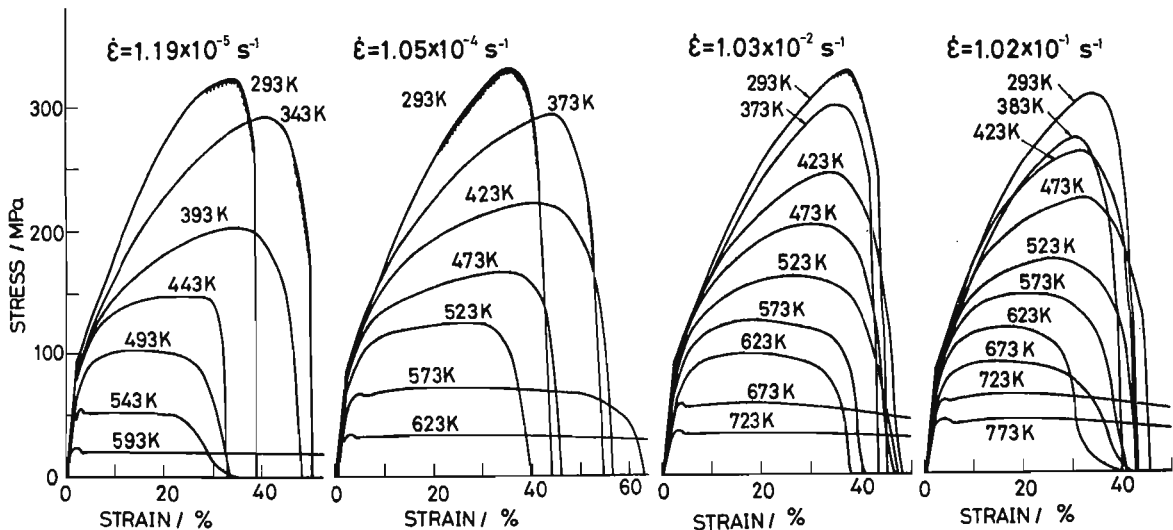 ε̇=1.19×10⁻⁵ s⁻¹
293K
343K
393K
443K
493K
543K
593K
300
200
100
0
STRESS / MPa
0 20 40
STRAIN / %
ε̇=1.05×10⁻⁴ s⁻¹
293K
373K
423K
473K
523K
573K
623K
0 20 40 60
STRAIN / %
ε̇=1.03×10⁻² s⁻¹
293K
373K
423K
473K
523K
573K
623K
673K
723K
0 20 40
STRAIN / %
ε̇=1.02×10⁻¹ s⁻¹
293K
383K
423K
473K
523K
573K
623K
673K
723K
773K
0 20 40
STRAIN / %